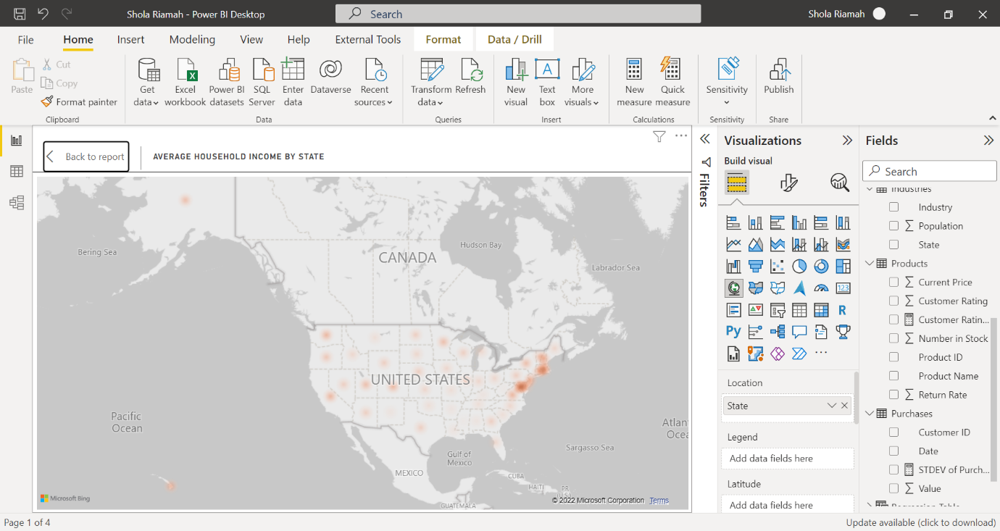 Shola Riamah - Power BI Desktop
Search
Shola Riamah
File
Home
Insert
Modeling
View
Help
External Tools
Format
Data / Drill
Paste
Cut
Copy
Format painter
Clipboard
Get data
Excel workbook
Power BI datasets
SQL Server
Enter data
Dataverse
Recent sources
Data
Transform data
Refresh
Queries
New visual
Text box
A
More visuals
Insert
New measure
Quick measure
Calculations
Sensitivity
Sensitivity
Publish
Share
Back to report
AVERAGE HOUSEHOLD INCOME BY STATE
Bering Sea
CANADA
Hudson Bay
Labrador Sea
UNITED STATES
Pacific
Ocean
Atlan
Ocea
Sargasso Sea
Gulf of
Mexico
MEXICO
CUBA
HAITI
PR
(U.S.)
GUATEMALA
Microsoft Bing
© 2022 Microsoft Corporation
Terms
Filters
Visualizations
Build visual
123
R
Py
...
Location
State
Legend
Add data fields here
Latitude
Add data fields here
Fields
Search
Industries
Industry
Σ Population
State
Products
Σ Current Price
Σ Customer Rating
Customer Ratin...
Σ Number in Stock
Product ID
Product Name
Σ Return Rate
Purchases
Customer ID
Date
STDEV of Purch...
Σ Value
Regression Table
Page 1 of 4
Update available (click to download)